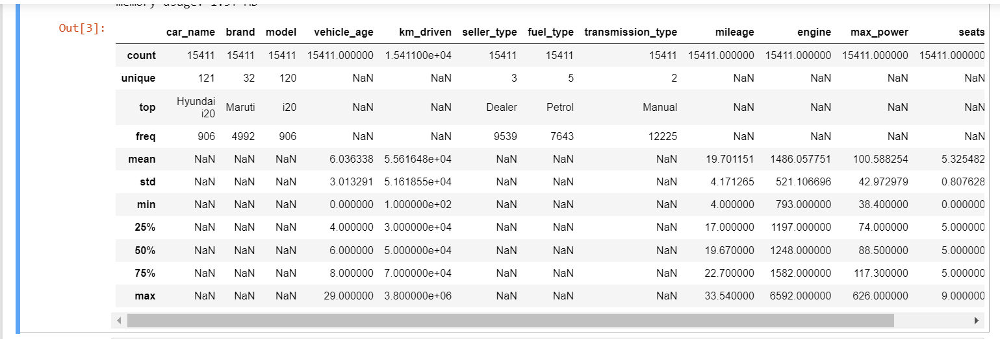 Out[3]:
car_name brand model vehicle_age km_driven seller_type fuel_type transmission_type mileage engine max_power seats
count 15411 15411 15411 15411.000000 1.541100e+04 15411 15411 15411 15411.000000 15411.000000 15411.000000 15411.000000
unique 121 32 120 NaN NaN 3 5 2 NaN NaN NaN NaN
top Hyundai i20 Maruti i20 NaN NaN Dealer Petrol Manual NaN NaN NaN NaN
freq 906 4992 906 NaN NaN 9539 7643 12225 NaN NaN NaN NaN
mean NaN NaN NaN 6.036338 5.561648e+04 NaN NaN NaN 19.701151 1486.057751 100.588254 5.325482
std NaN NaN NaN 3.013291 5.161855e+04 NaN NaN NaN 4.171265 521.106696 42.972979 0.807628
min NaN NaN NaN 0.000000 1.000000e+02 NaN NaN NaN 4.000000 793.000000 38.400000 0.000000
25% NaN NaN NaN 4.000000 3.000000e+04 NaN NaN NaN 17.000000 1197.000000 74.000000 5.000000
50% NaN NaN NaN 6.000000 5.000000e+04 NaN NaN NaN 19.670000 1248.000000 88.500000 5.000000
75% NaN NaN NaN 8.000000 7.000000e+04 NaN NaN NaN 22.700000 1582.000000 117.300000 5.000000
max NaN NaN NaN 29.000000 3.800000e+06 NaN NaN NaN 33.540000 6592.000000 626.000000 9.000000